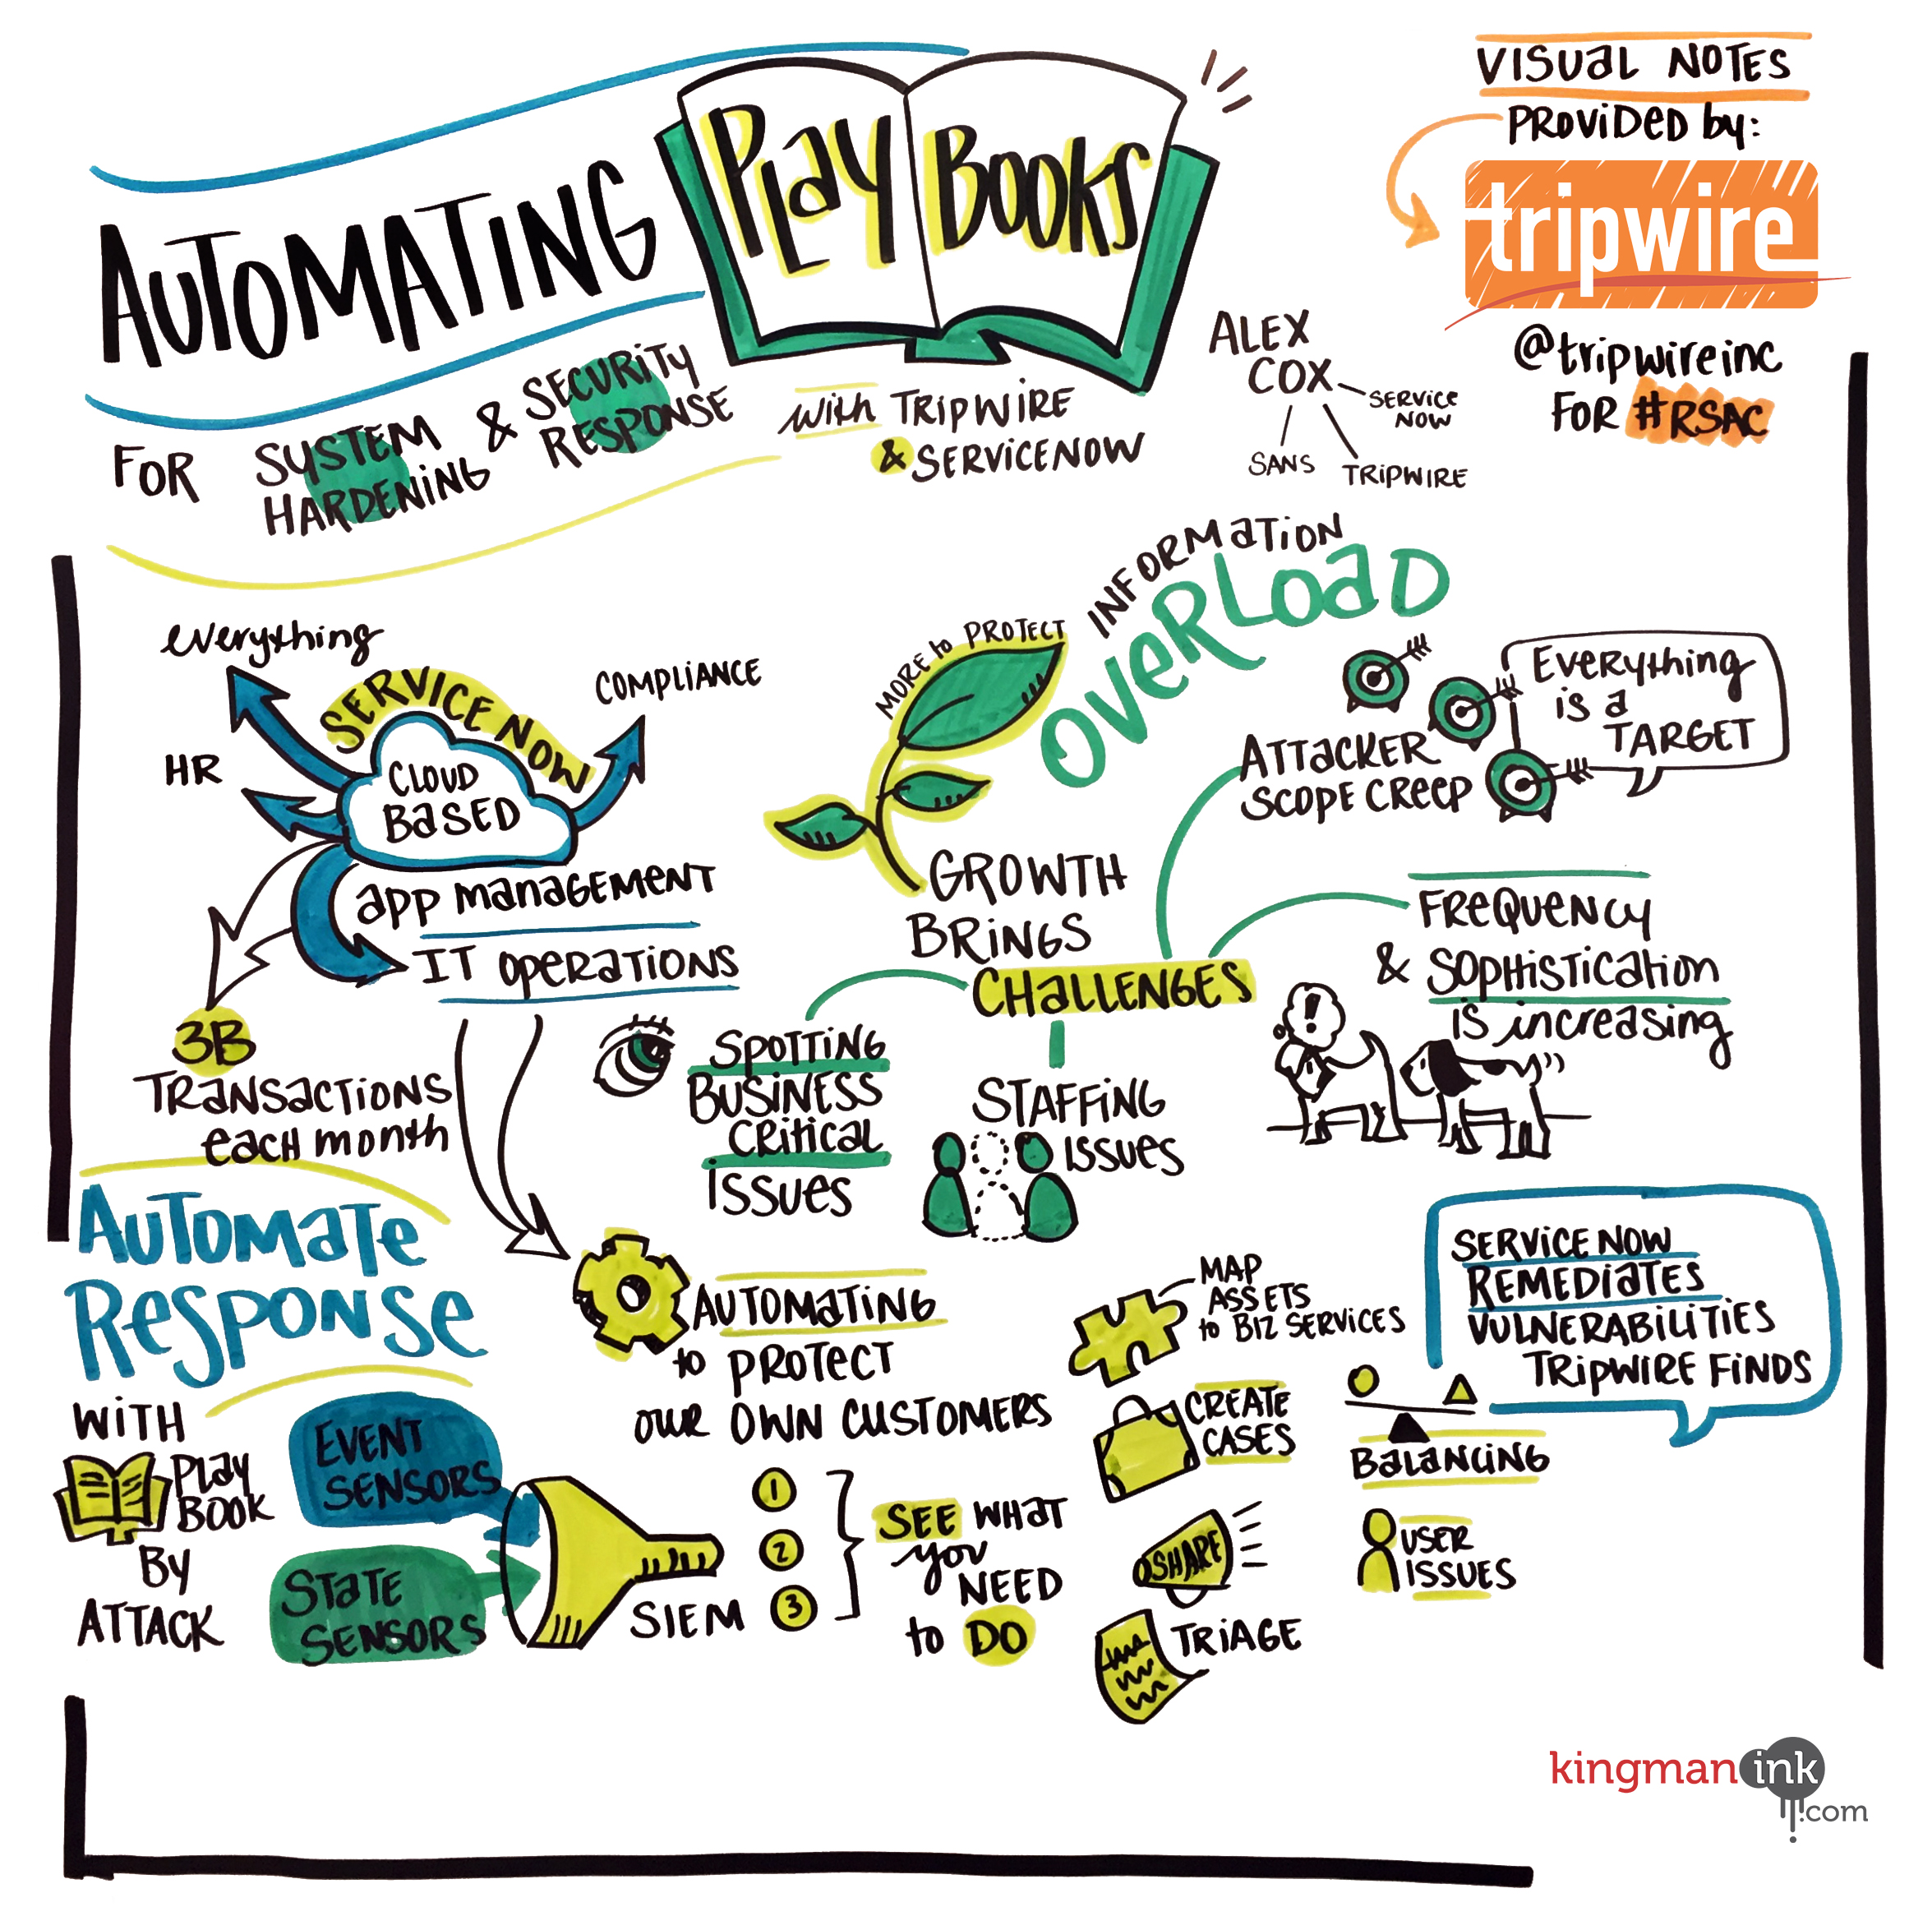 AUTOMATING
PLAY BOOKS
FOR SYSTEM HARDENING & SECURITY RESPONSE
with TRIPWIRE
& SERVICENOW
ALEX
COX
SERVICE
NOW
SANS
TRIPWIRE
VISUAL NOTES
PROVIDED by:
tripwire
@tripwireinc
FOR #RSAC
everything
SERVICE NOW
COMPLIANCE
HR
CLOUD
BASED
APP MANAGEMENT
IT OPERATIONS
3B
TRANSACTIONS
each month
MORE to PROTECT
INFORMATION
OVERLOAD
GROWTH
BRINGS
CHALLENGES
ATTACKER
SCOPE CREEP
EVERYthing
is a
TARGET
FREQUENCY
& SOPHISTICATION
IS increasing
!
SPOTTING
BUSINESS
CRITICAL
ISSUES
STAFFING
ISSUES
AUTOMATE
RESPONSE
WITH
PLAY
BOOK
BY
ATTACK
EVENT
SENSORS
STATE
SENSORS
SIEM
1
2
3
SEE WHAT
you
NEED
to DO
AUTOMATING
to PROTECT
OUR OWN CUSTOMERS
MAP
ASSETS
to BIZ SERVICES
CREATE
CASES
SHARE
TRIAGE
SERVICE NOW
REMEDIATES
VULNERABILITIES
TRIPWIRE FINDS
BALANCING
USER
ISSUES
kingman ink
.com